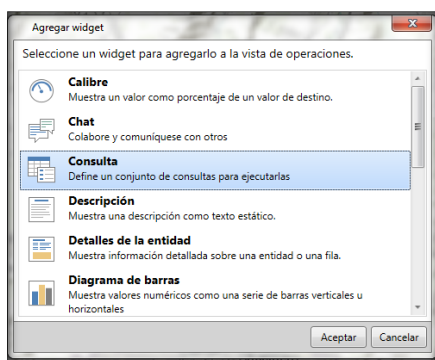 Agregar widget
Seleccione un widget para agregarlo a la vista de operaciones.
Calibre
Muestra un valor como porcentaje de un valor de destino.
Chat
Colabore y comuníquese con otros
Consulta
Define un conjunto de consultas para ejecutarlas
Descripción
Muestra una descripción como texto estático.
Detalles de la entidad
Muestra información detallada sobre una entidad o una fila.
Diagrama de barras
Muestra valores numéricos como una serie de barras verticales u
horizontales
Aceptar Cancelar